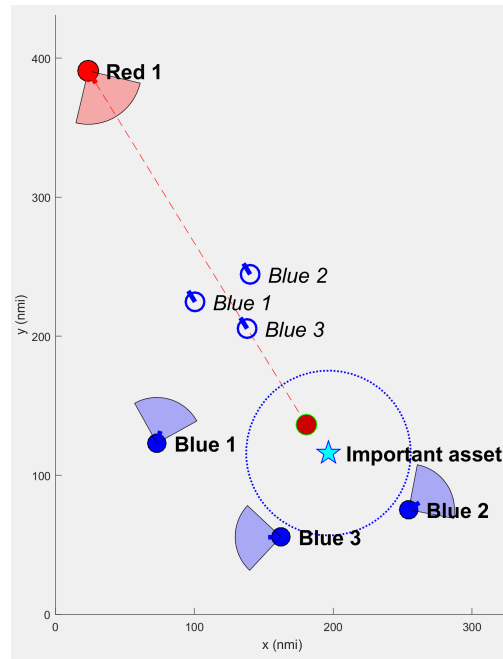 400
Red 1
300
Blue 2
Blue 1
Blue 3
200
y (nmi)
Blue 1
Important asset
100
Blue 2
Blue 3
0
0 100 200 300
x (nmi)